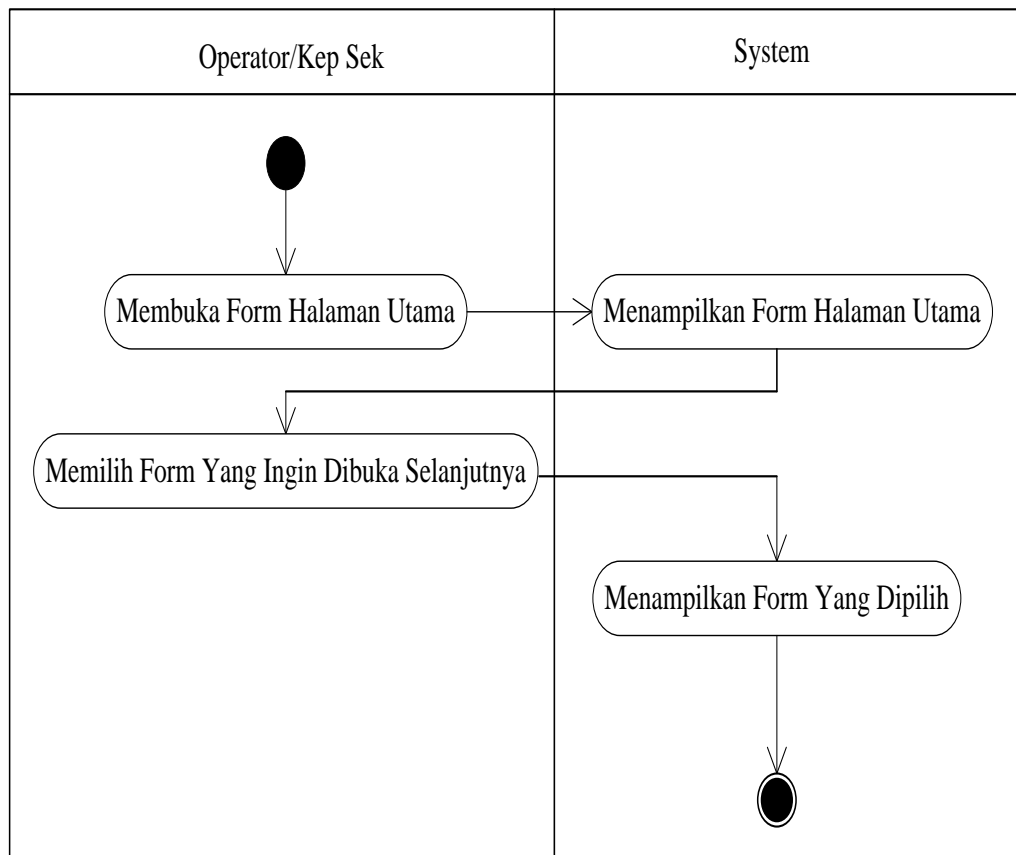 Operator/Kep Sek
System
Membuka Form Halaman Utama
Menampilkan Form Halaman Utama
Memilih Form Yang Ingin Dibuka Selanjutnya
Menampilkan Form Yang Dipilih